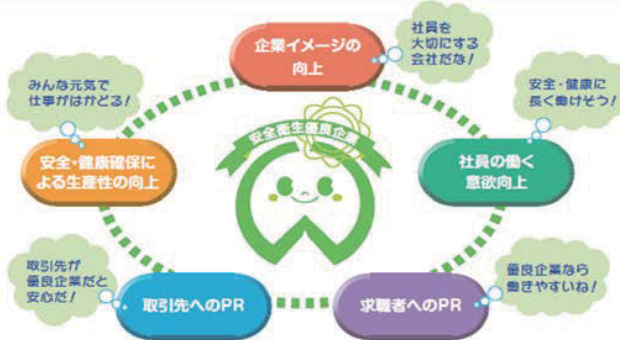 企業イメージの
向上
社員を
大切にする
会社だな!
みんな元気で
仕事がはかどる!
安全・健康に
長く働けそう!
安全衛生優良企業
安全・健康確保に
よる生産性の向上
社員の働く
意欲向上
取引先が
優良企業だと
安心だ!
取引先へのPR
求職者へのPR
優良企業なら
働きやすいね!